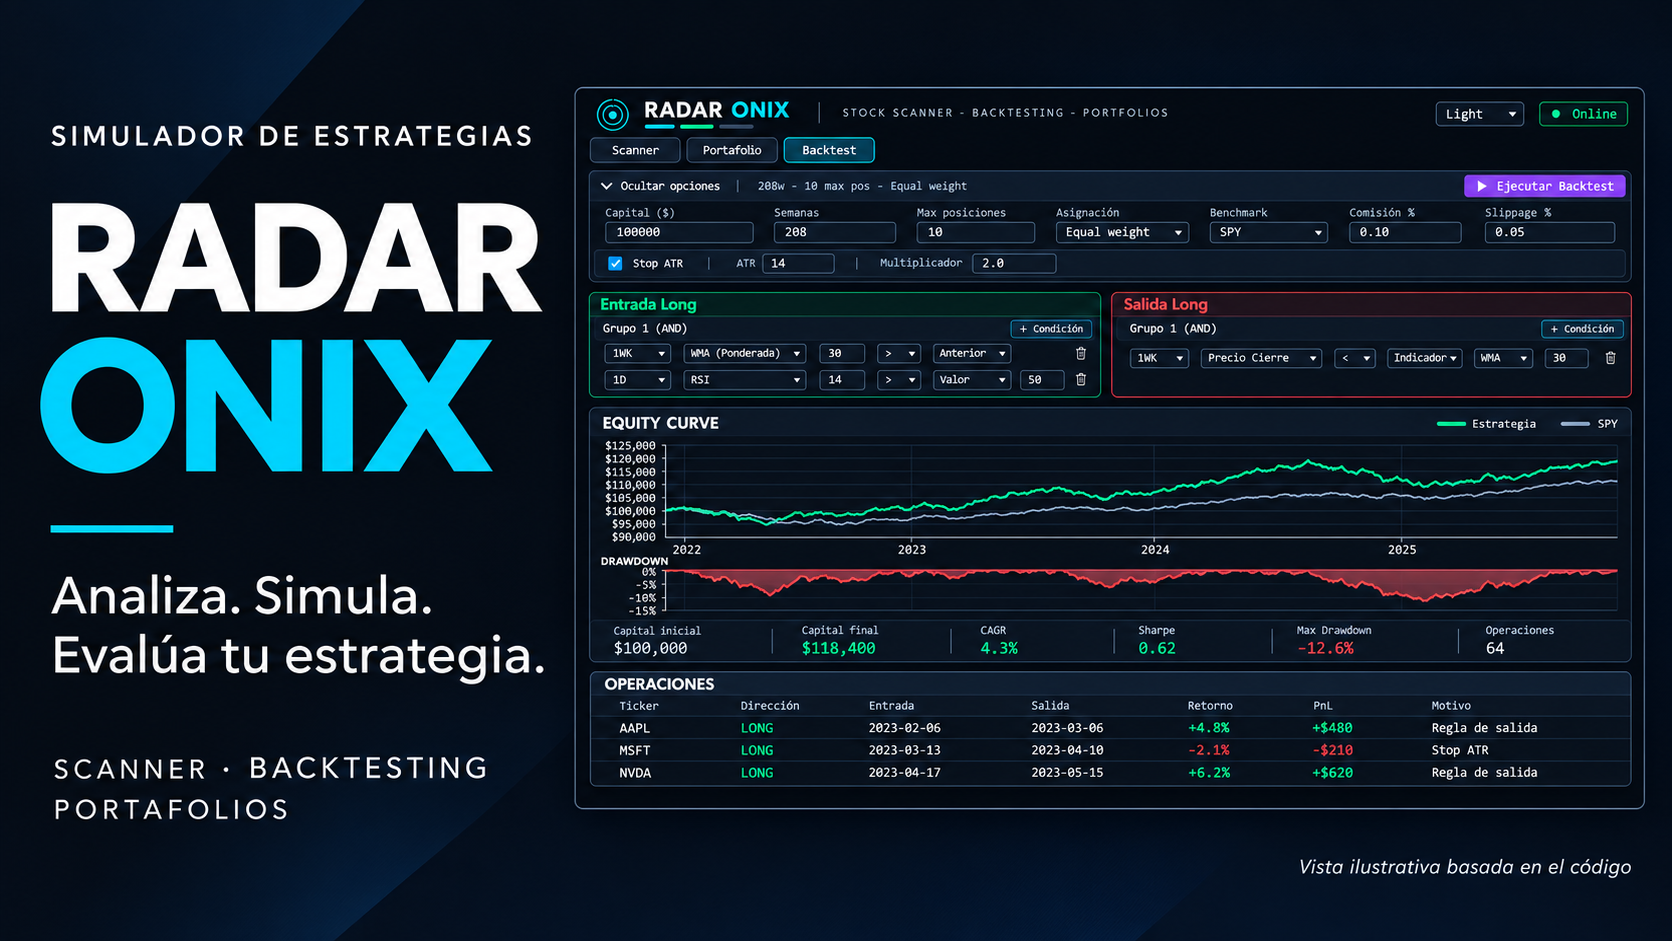 SIMULADOR DE ESTRATEGIAS
RADAR
ONIX
Analiza. Simula.
Evalúa tu estrategia.
SCANNER · BACKTESTING
PORTAFOLIOS
RADAR ONIX | STOCK SCANNER - BACKTESTING - PORTFOLIOS Light Online
Scanner Portafolio Backtest
Ocultar opciones | 208w - 10 max pos - Equal weight Ejecutar Backtest
Capital ($) Semanas Max posiciones Asignación Benchmark Comisión % Slippage %
100000 208 10 Equal weight SPY 0.10 0.05
Stop ATR | ATR 14 | Multiplicador 2.0
Entrada Long
Grupo 1 (AND) + Condición
1WK WMA (Ponderada) 30 > Anterior
1D RSI 14 > Valor 50
Salida Long
Grupo 1 (AND) + Condición
1WK Precio Cierre < Indicador WMA 30
EQUITY CURVE Estrategia SPY
$125,000
$120,000
$115,000
$110,000
$105,000
$100,000
$95,000
$90,000
2022 2023 2024 2025
DRAWDOWN
0%
-5%
-10%
-15%
Capital inicial Capital final CAGR Sharpe Max Drawdown Operaciones
$100,000 $118,400 4.3% 0.62 -12.6% 64
OPERACIONES
Ticker Dirección Entrada Salida Retorno PnL Motivo
AAPL LONG 2023-02-06 2023-03-06 +4.8% +$480 Regla de salida
MSFT LONG 2023-03-13 2023-04-10 -2.1% -$210 Stop ATR
NVDA LONG 2023-04-17 2023-05-15 +6.2% +$620 Regla de salida
Vista ilustrativa basada en el código